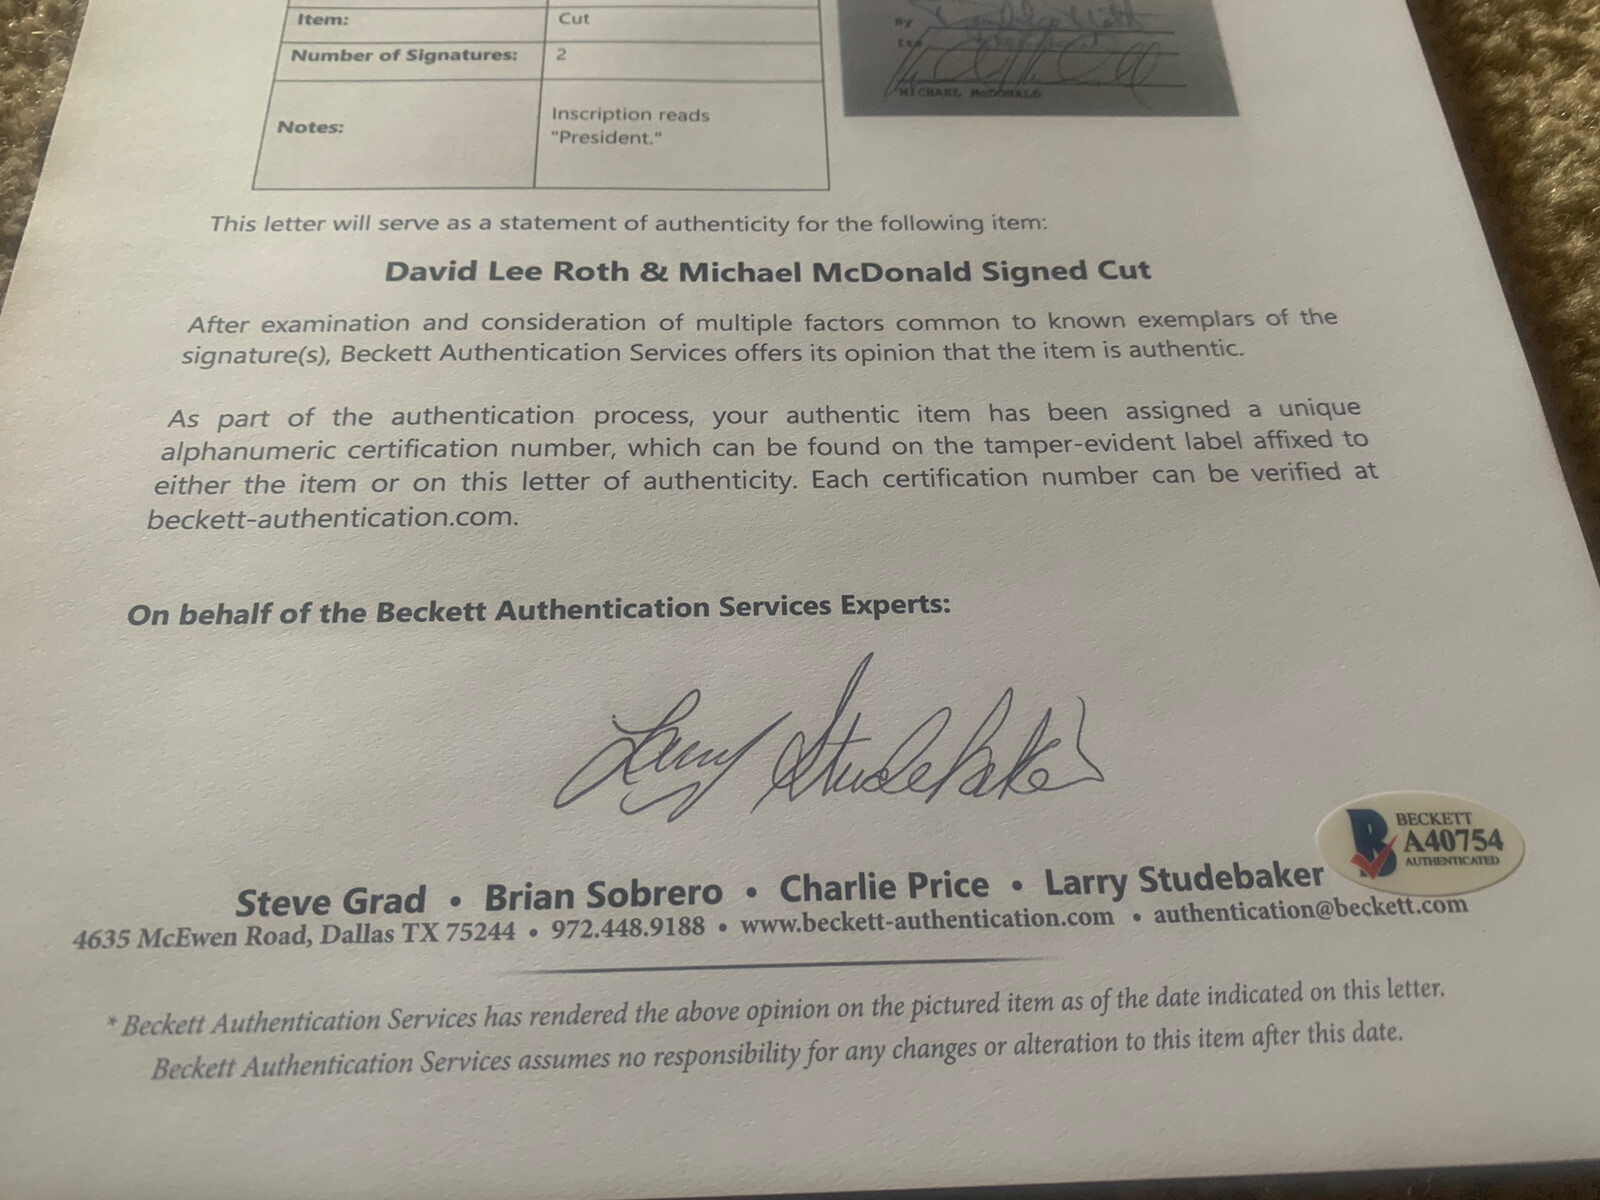 Item: Cut
Number of Signatures: 2
Notes: Inscription reads
"President."
By
Its
MICHAEL McDONALD
This letter will serve as a statement of authenticity for the following item:
David Lee Roth & Michael McDonald Signed Cut
After examination and consideration of multiple factors common to known exemplars of the
signature(s), Beckett Authentication Services offers its opinion that the item is authentic.
As part of the authentication process, your authentic item has been assigned a unique
alphanumeric certification number, which can be found on the tamper-evident label affixed to
either the item or on this letter of authenticity. Each certification number can be verified at
beckett-authentication.com.
On behalf of the Beckett Authentication Services Experts:
Larry Studebaker
BECKETT
A40754
AUTHENTICATED
Steve Grad • Brian Sobrero • Charlie Price • Larry Studebaker
4635 McEwen Road, Dallas TX 75244 • 972.448.9188 • www.beckett-authentication.com • authentication@beckett.com
* Beckett Authentication Services has rendered the above opinion on the pictured item as of the date indicated on this letter.
Beckett Authentication Services assumes no responsibility for any changes or alteration to this item after this date.